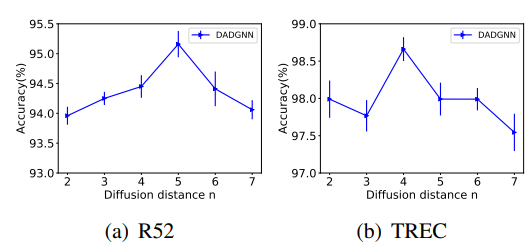 95.5
95.0
94.5
94.0
93.5
93.0
Accuracy(%)
DADGNN
2 3 4 5 6 7
Diffusion distance n
(a) R52
99.0
98.5
98.0
97.5
97.0
Accuracy(%)
DADGNN
2 3 4 5 6 7
Diffusion distance n
(b) TREC